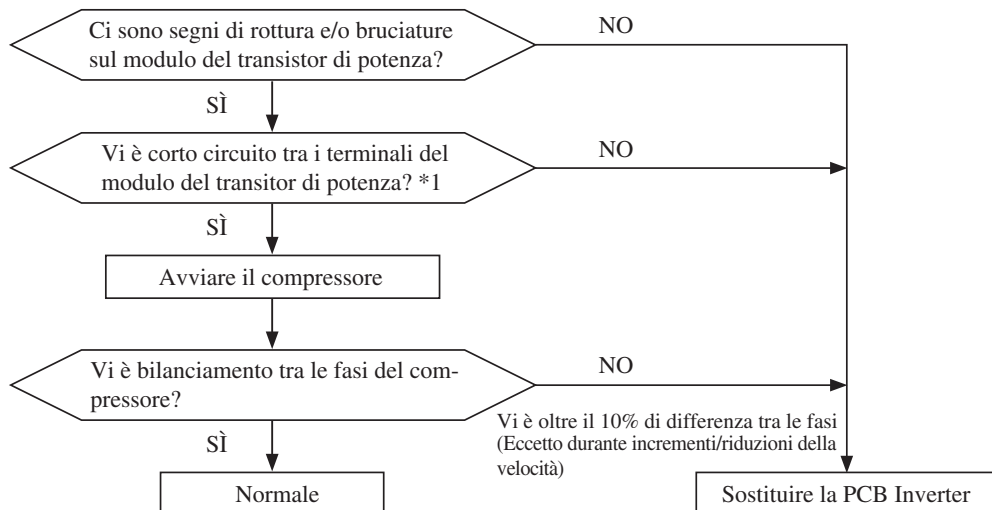 Ci sono segni di rottura e/o bruciature
sul modulo del transistor di potenza?
NO
SÌ
Vi è corto circuito tra i terminali del
modulo del transitor di potenza? *1
NO
SÌ
Avviare il compressore
Vi è bilanciamento tra le fasi del com-
pressore?
NO
Vi è oltre il 10% di differenza tra le fasi
(Eccetto durante incrementi/riduzioni della
velocità)
SÌ
Normale
Sostituire la PCB Inverter